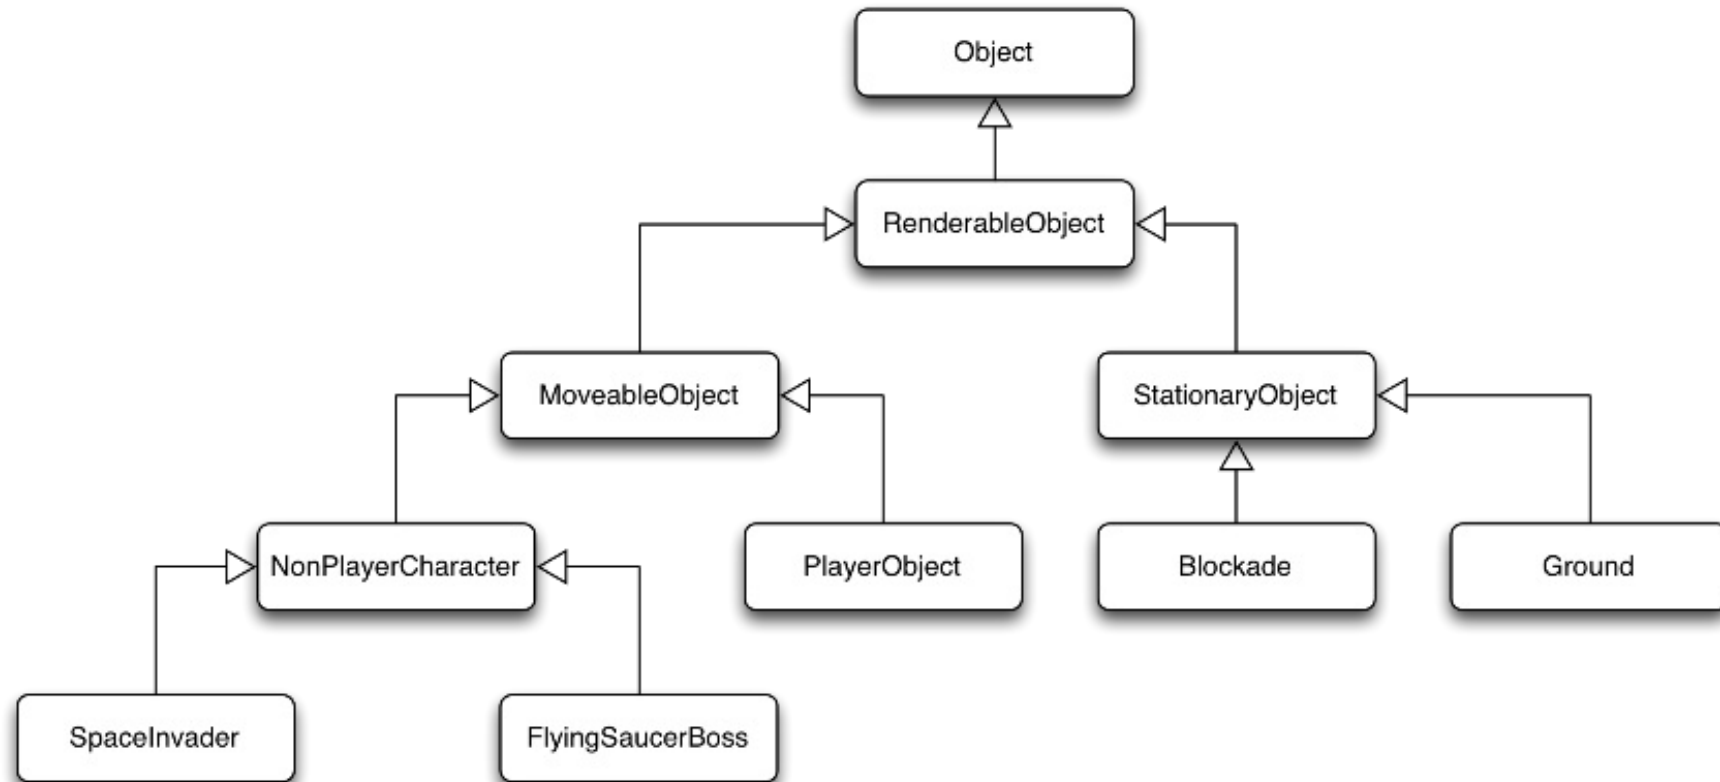 Object
RenderableObject
MoveableObject
StationaryObject
NonPlayerCharacter
PlayerObject
Blockade
Ground
SpaceInvader
FlyingSaucerBoss